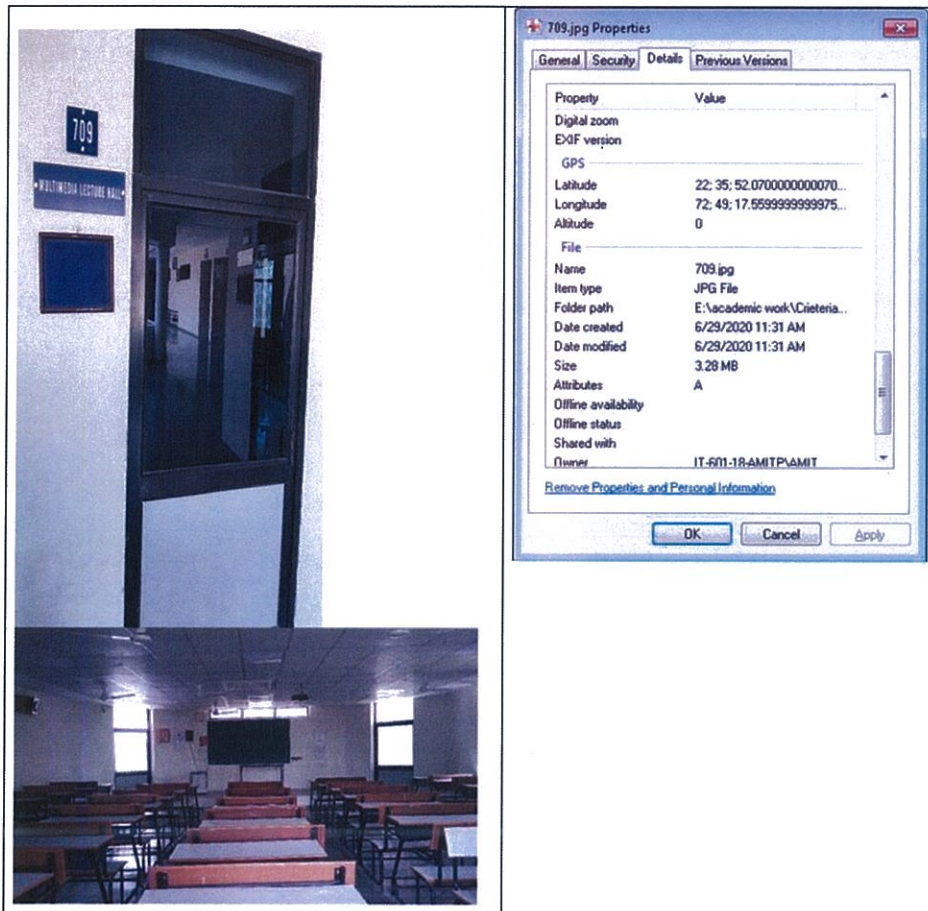 709
MULTIMEDIA LECTURE HALL
709.jpg Properties
General Security Details Previous Versions
Property Value
Digital zoom
EXIF version
GPS
Latitude 22; 35; 52.0700000000070...
Longitude 72; 49; 17.5599999999975...
Altitude 0
File
Name 709.jpg
Item type JPG File
Folder path E:\academic work\Crieteria...
Date created 6/29/2020 11:31 AM
Date modified 6/29/2020 11:31 AM
Size 3.28 MB
Attributes A
Offline availability
Offline status
Shared with
Owner IT-601-18-AMITP\AMIT
Remove Properties and Personal Information
OK Cancel Apply